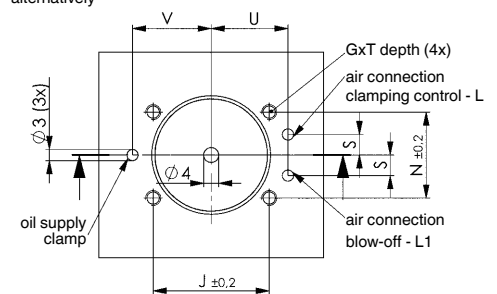 alternatively
V
U
GxT depth (4x)
air connection
clamping control - L
∅3 (3x)
S
S
N ±0,2
∅4
oil supply
clamp
air connection
blow-off - L1
J ±0,2